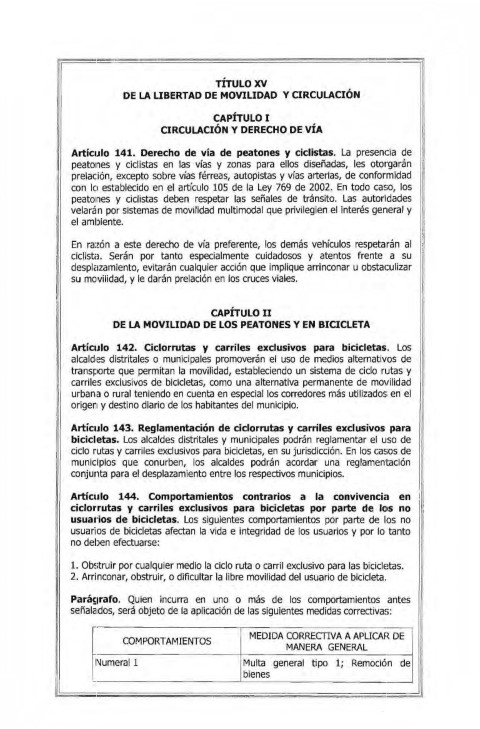 TÍTULO XV
DE LA LIBERTAD DE MOVILIDAD Y CIRCULACIÓN
CAPÍTULO I
CIRCULACIÓN Y DERECHO DE VÍA
Artículo 141. Derecho de vía de peatones y ciclistas. La presencia de
peatones y ciclistas en las vías y zonas para ellos diseñadas, les otorgarán
prelación, excepto sobre vías férreas, autopistas y vías arterias, de conformidad
con lo establecido en el artículo 105 de la Ley 769 de 2002. En todo caso, los
peatones y ciclistas deben respetar las señales de tránsito. Las autoridades
velarán por sistemas de movilidad multimodal que privilegien el interés general y
el ambiente.
En razón a este derecho de vía preferente, los demás vehículos respetarán al
ciclista. Serán por tanto especialmente cuidadosos y atentos frente a su
desplazamiento, evitarán cualquier acción que implique arrinconar u obstaculizar
su movilidad, y le darán prelación en los cruces viales.
CAPÍTULO II
DE LA MOVILIDAD DE LOS PEATONES Y EN BICICLETA
Artículo 142. Ciclorrutas y carriles exclusivos para bicicletas. Los
alcaldes distritales o municipales promoverán el uso de medios alternativos de
transporte que permitan la movilidad, estableciendo un sistema de ciclo rutas y
carriles exclusivos de bicicletas, como una alternativa permanente de movilidad
urbana o rural teniendo en cuenta en especial los corredores más utilizados en el
origen y destino diario de los habitantes del municipio.
Artículo 143. Reglamentación de ciclorrutas y carriles exclusivos para
bicicletas. Los alcaldes distritales y municipales podrán reglamentar el uso de
ciclo rutas y carriles exclusivos para bicicletas, en su jurisdicción. En los casos de
municipios que conurben, los alcaldes podrán acordar una reglamentación
conjunta para el desplazamiento entre los respectivos municipios.
Artículo 144. Comportamientos contrarios a la convivencia en
ciclorrutas y carriles exclusivos para bicicletas por parte de los no
usuarios de bicicletas. Los siguientes comportamientos por parte de los no
usuarios de bicicletas afectan la vida e integridad de los usuarios y por lo tanto
no deben efectuarse:
1. Obstruir por cualquier medio la ciclo ruta o carril exclusivo para las bicicletas.
2. Arrinconar, obstruir, o dificultar la libre movilidad del usuario de bicicleta.
Parágrafo. Quien incurra en uno o más de los comportamientos antes
señalados, será objeto de la aplicación de las siguientes medidas correctivas:
COMPORTAMIENTOS
MEDIDA CORRECTIVA A APLICAR DE
MANERA GENERAL
Numeral 1
Multa general tipo 1; Remoción de
bienes